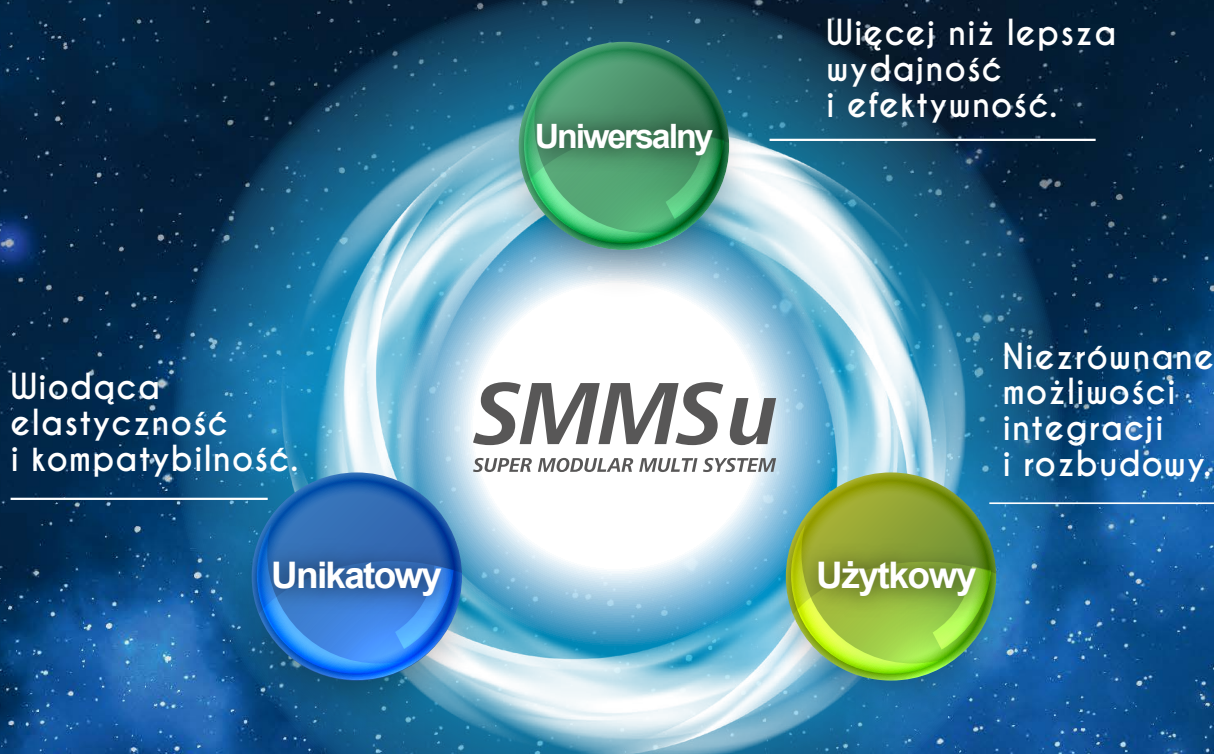 Więcej niż lepsza
wydajność
i efektywność.
Uniwersalny
Wiodąca
elastyczność
i kompatybilność.
SMMSu
SUPER MODULAR MULTI SYSTEM
Niezrównane
możliwości
integracji
i rozbudowy.
Unikatowy
Użytkowy